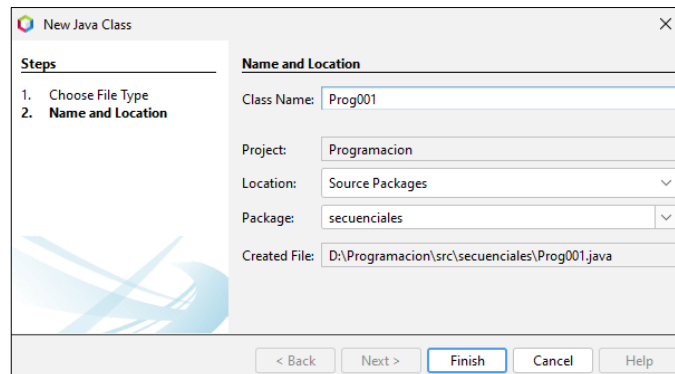 New Java Class
Steps
1. Choose File Type
2. Name and Location
Name and Location
Class Name: Prog001
Project: Programacion
Location: Source Packages
Package: secuenciales
Created File: D:\Programacion\src\secuenciales\Prog001.java
< Back Next > Finish Cancel Help